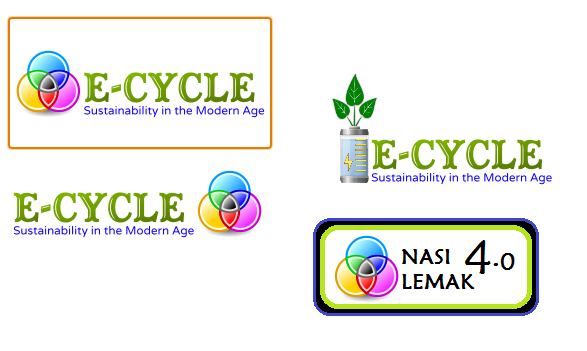 E-CYCLE
Sustainability in the Modern Age
4
E-CYCLE
Sustainability in the Modern Age
E-CYCLE
Sustainability in the Modern Age
NASI 4.0
LEMAK